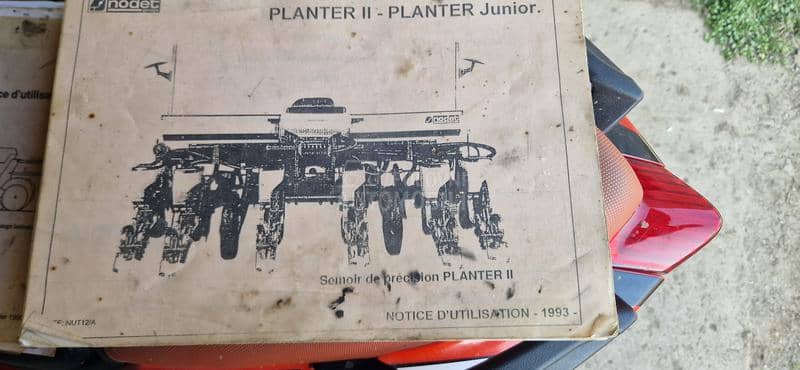 nodet
PLANTER II - PLANTER Junior.
ce d'utilis
nodet
Semoir de précision PLANTER II
NUT12/A
NOTICE D'UTILISATION - 1993 -